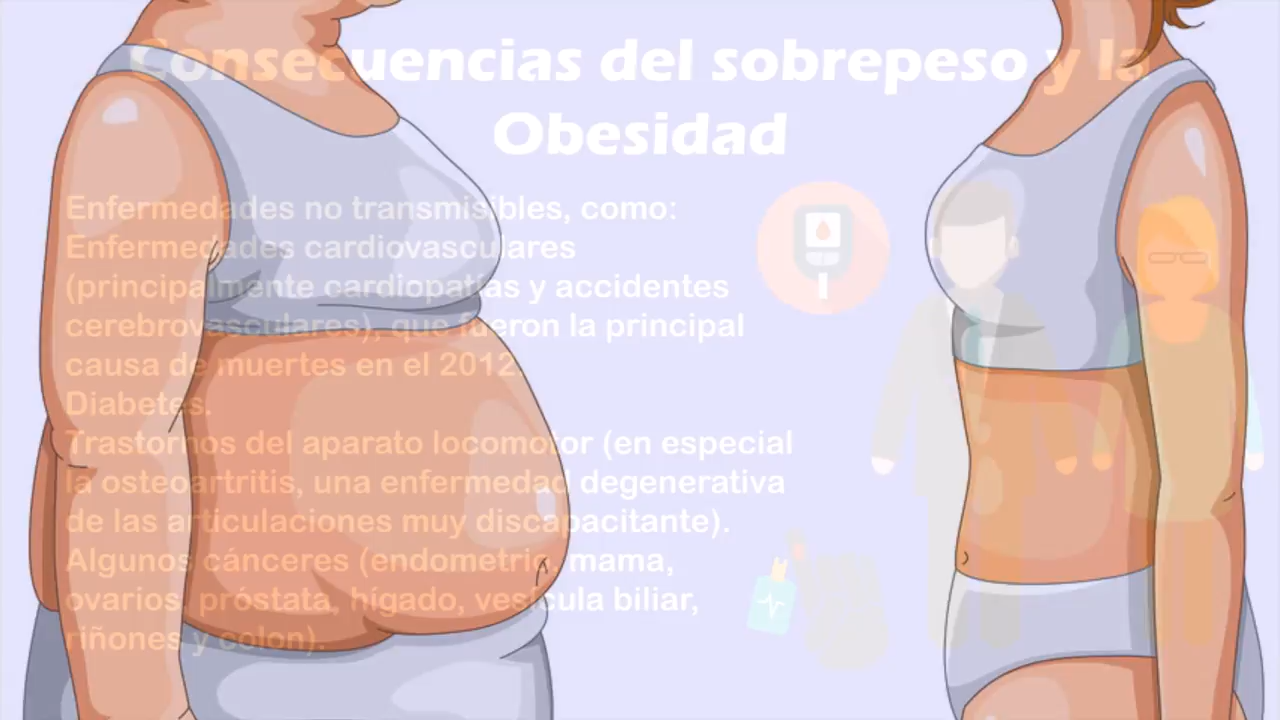 Consecuencias del sobrepeso y la
Obesidad
Enfermedades no transmisibles, como:
Enfermedades cardiovasculares
(principalmente cardiopatías y accidentes
cerebrovasculares), que fueron la principal
causa de muertes en el 2012.
Diabetes.
Trastornos del aparato locomotor (en especial
la osteoartritis, una enfermedad degenerativa
de las articulaciones muy discapacitante).
Algunos cánceres (endometrio, mama,
ovarios, próstata, hígado, vesícula biliar,
riñones y colon).